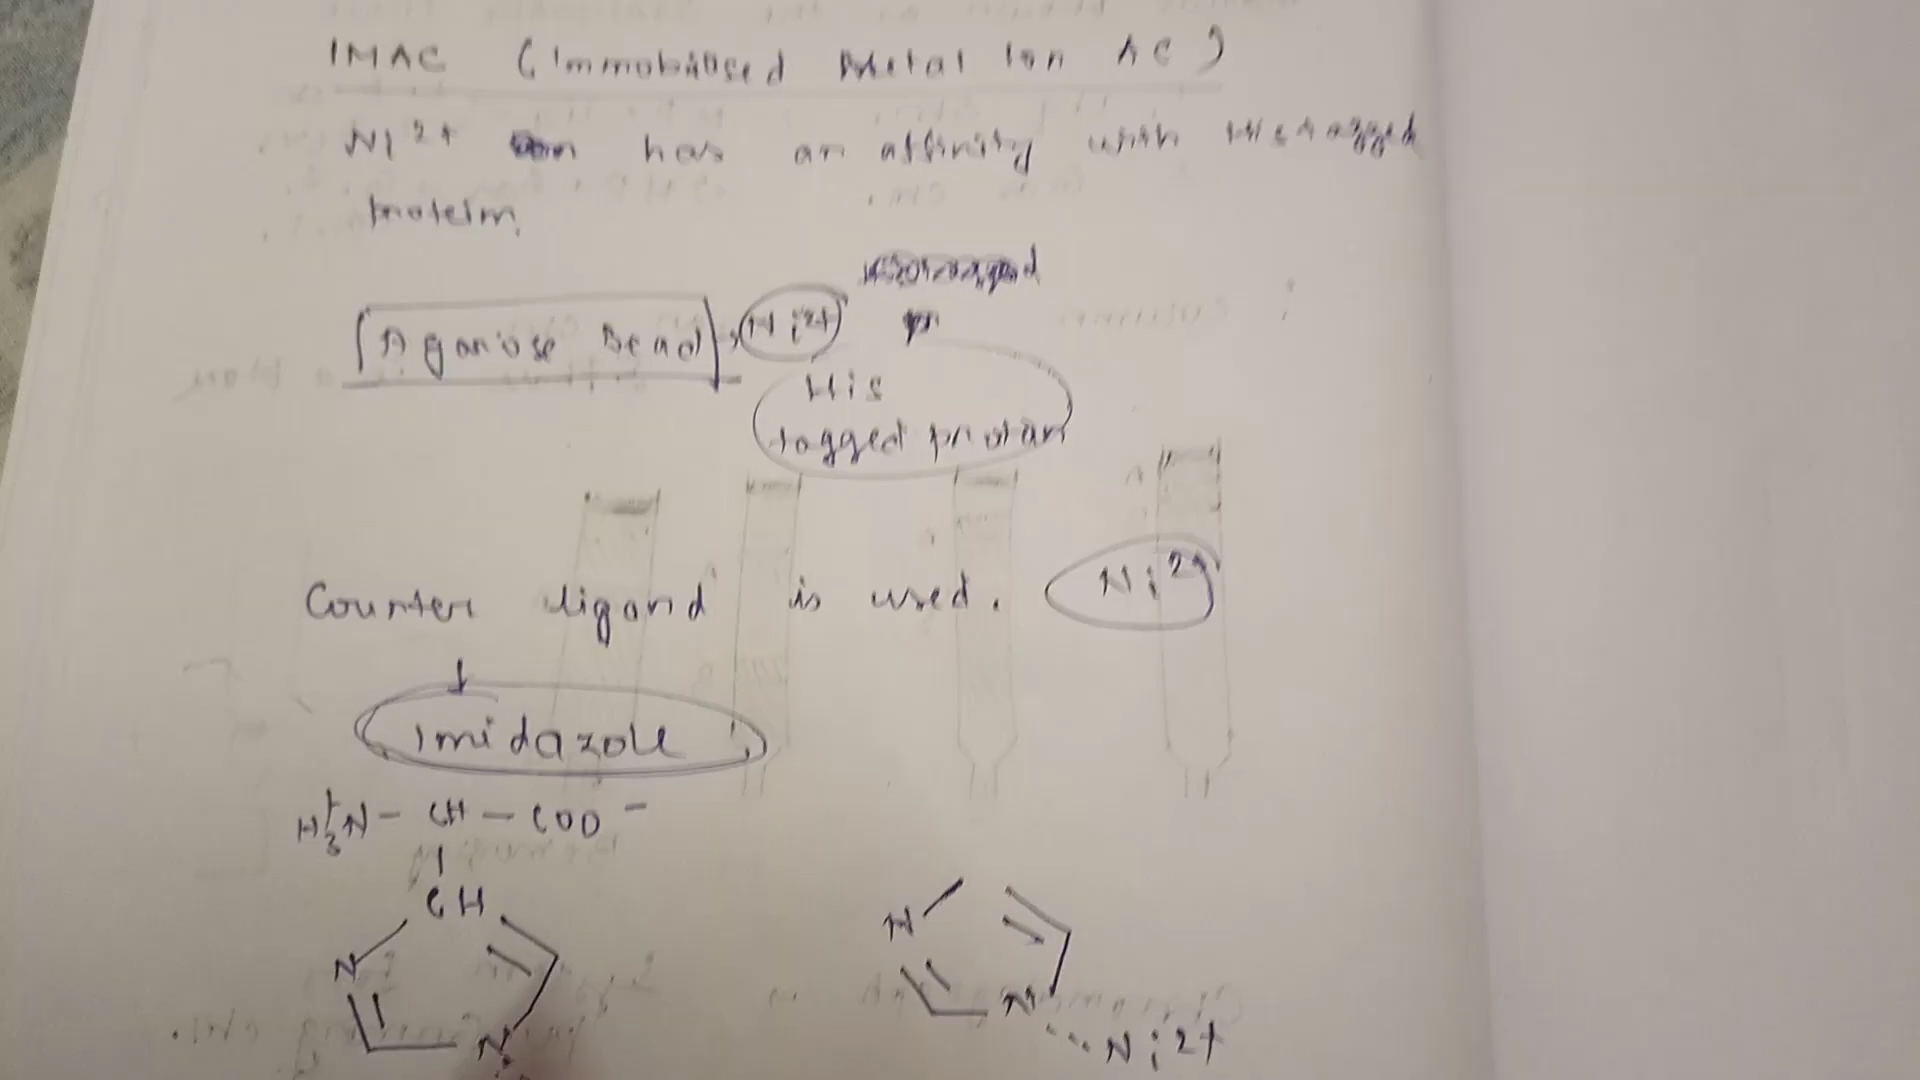 IMAC (Immobilised Metal Ion AC)
Ni2+ has an affinity with His tagged
protein.
Agarose Bead Ni2+
His
tagged protein
Counter ligand is used. Ni2+
Imidazole
H3+N - CH - COO-
CH
N
N
N
N
Ni2+